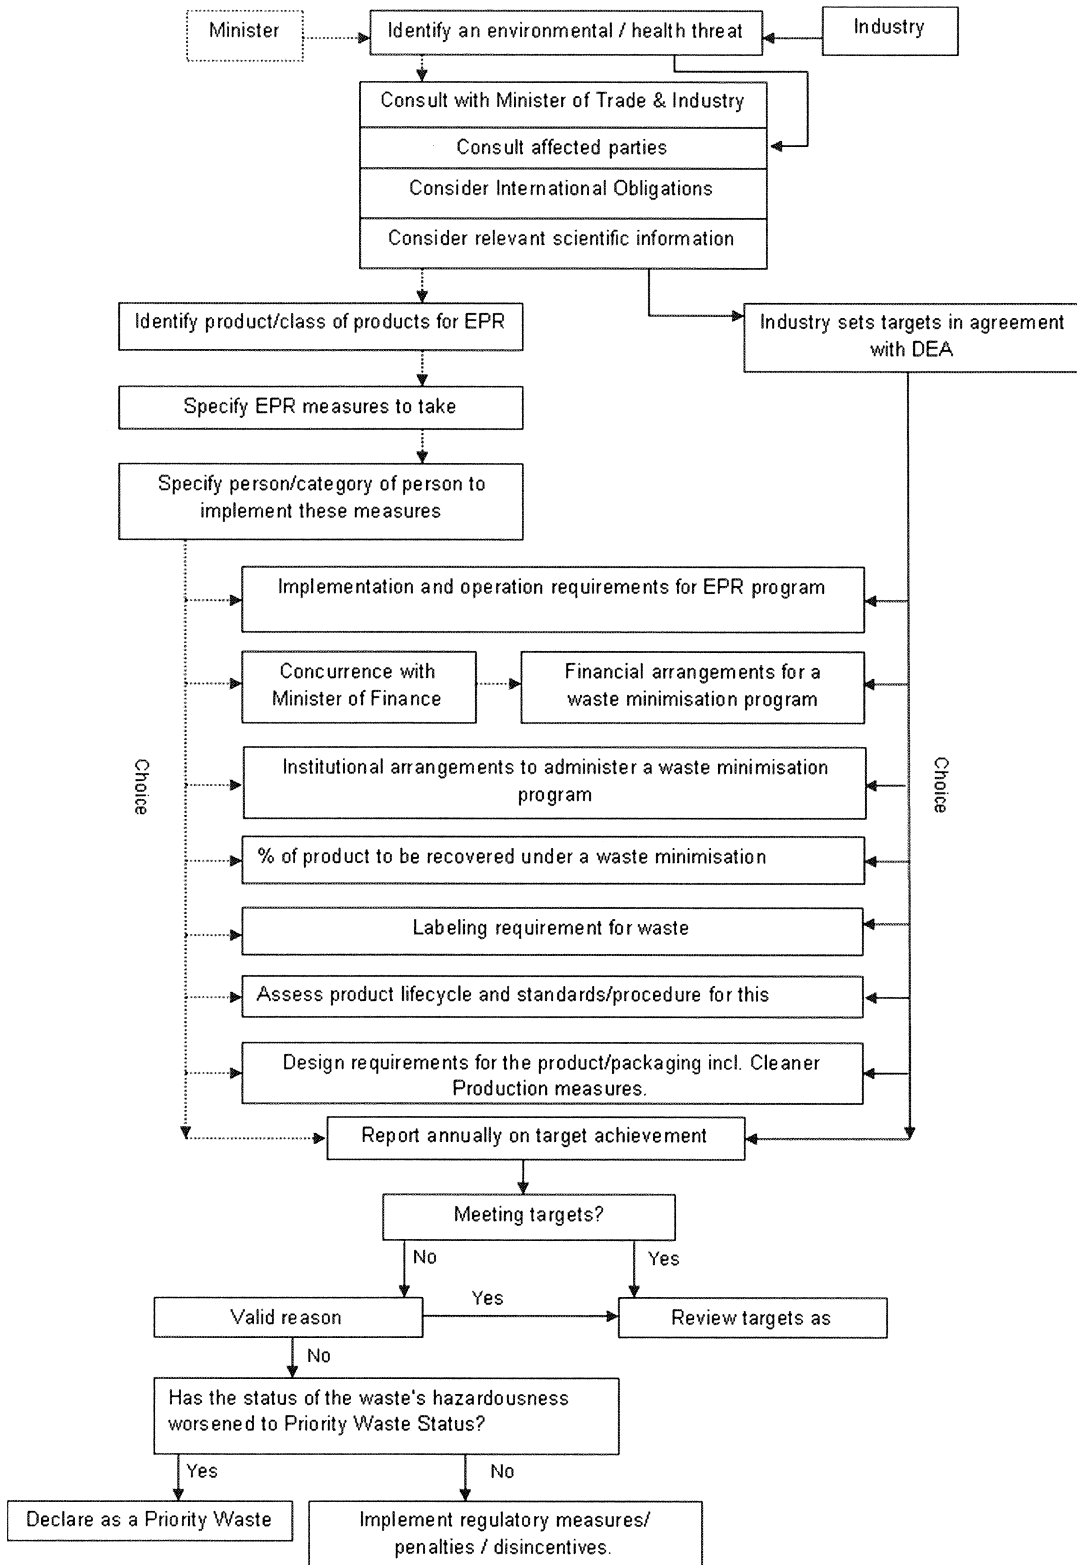 Minister
Identify an environmental / health threat
Industry
Consult with Minister of Trade & Industry
Consult affected parties
Consider International Obligations
Consider relevant scientific information
Identify product/class of products for EPR
Industry sets targets in agreement
with DEA
Specify EPR measures to take
Specify person/category of person to
implement these measures
Implementation and operation requirements for EPR program
Concurrence with
Minister of Finance
Financial arrangements for a
waste minimisation program
Choice
Institutional arrangements to administer a waste minimisation
program
Choice
% of product to be recovered under a waste minimisation
Labeling requirement for waste
Assess product lifecycle and standards/procedure for this
Design requirements for the product/packaging incl. Cleaner
Production measures.
Report annually on target achievement
Meeting targets?
No
Yes
Valid reason
Yes
Review targets as
No
Has the status of the waste's hazardousness
worsened to Priority Waste Status?
Yes
No
Declare as a Priority Waste
Implement regulatory measures/
penalties / disincentives.